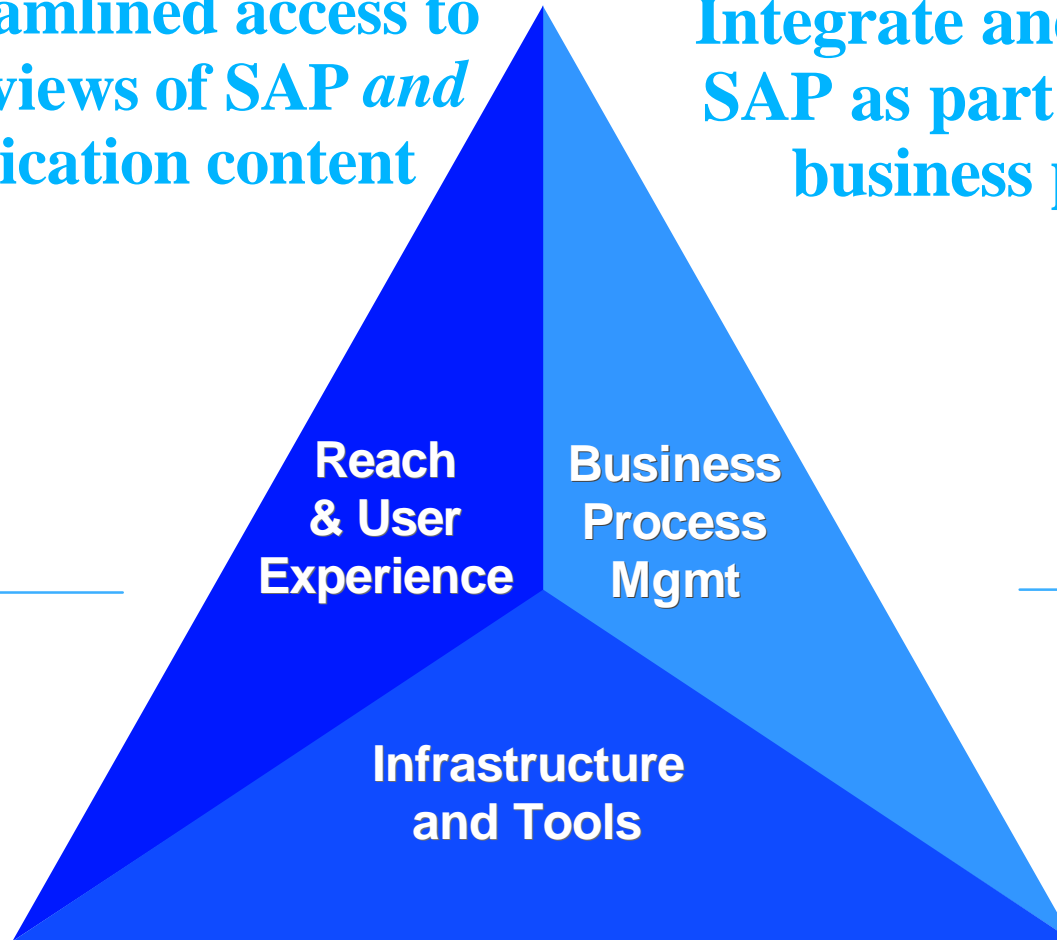 amlined access to
views of SAP and
ication content
Integrate and
SAP as part
business
Reach
& User
Experience
Business
Process
Mgmt
Infrastructure
and Tools